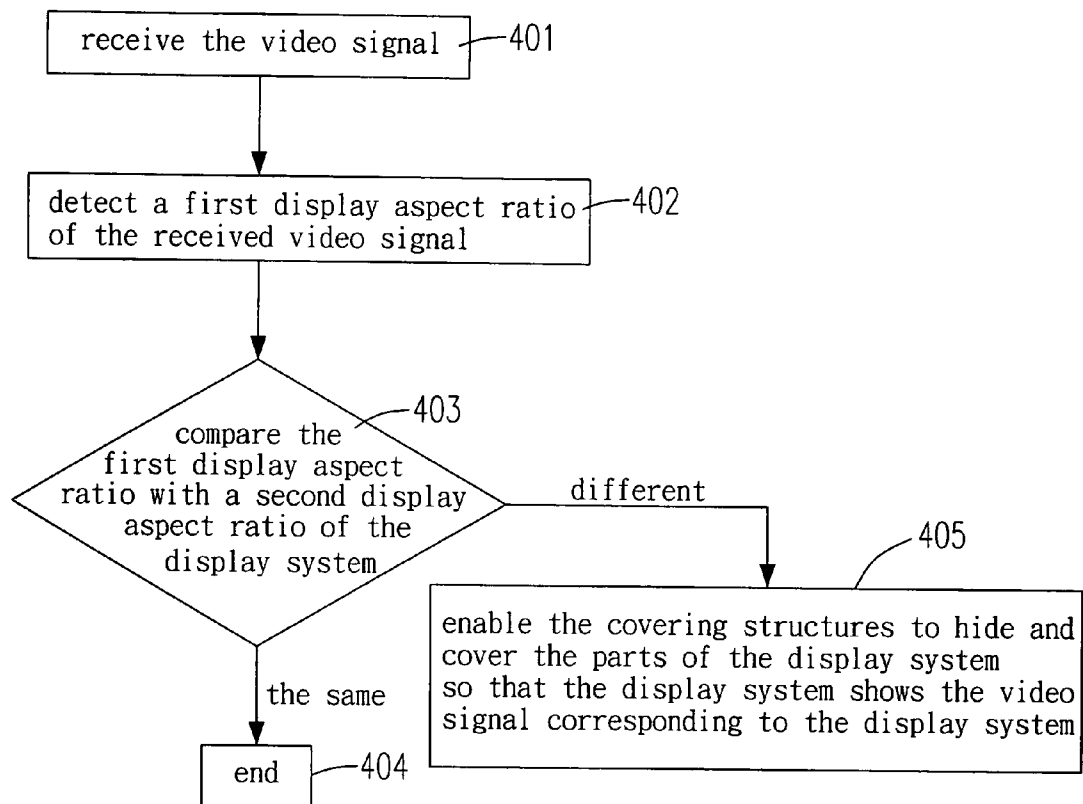 receive the video signal
401
detect a first display aspect ratio
of the received video signal
402
403
compare the
first display aspect
ratio with a second display
aspect ratio of the
display system
different
405
enable the covering structures to hide and
cover the parts of the display system
so that the display system shows the video
signal corresponding to the display system
the same
end
404